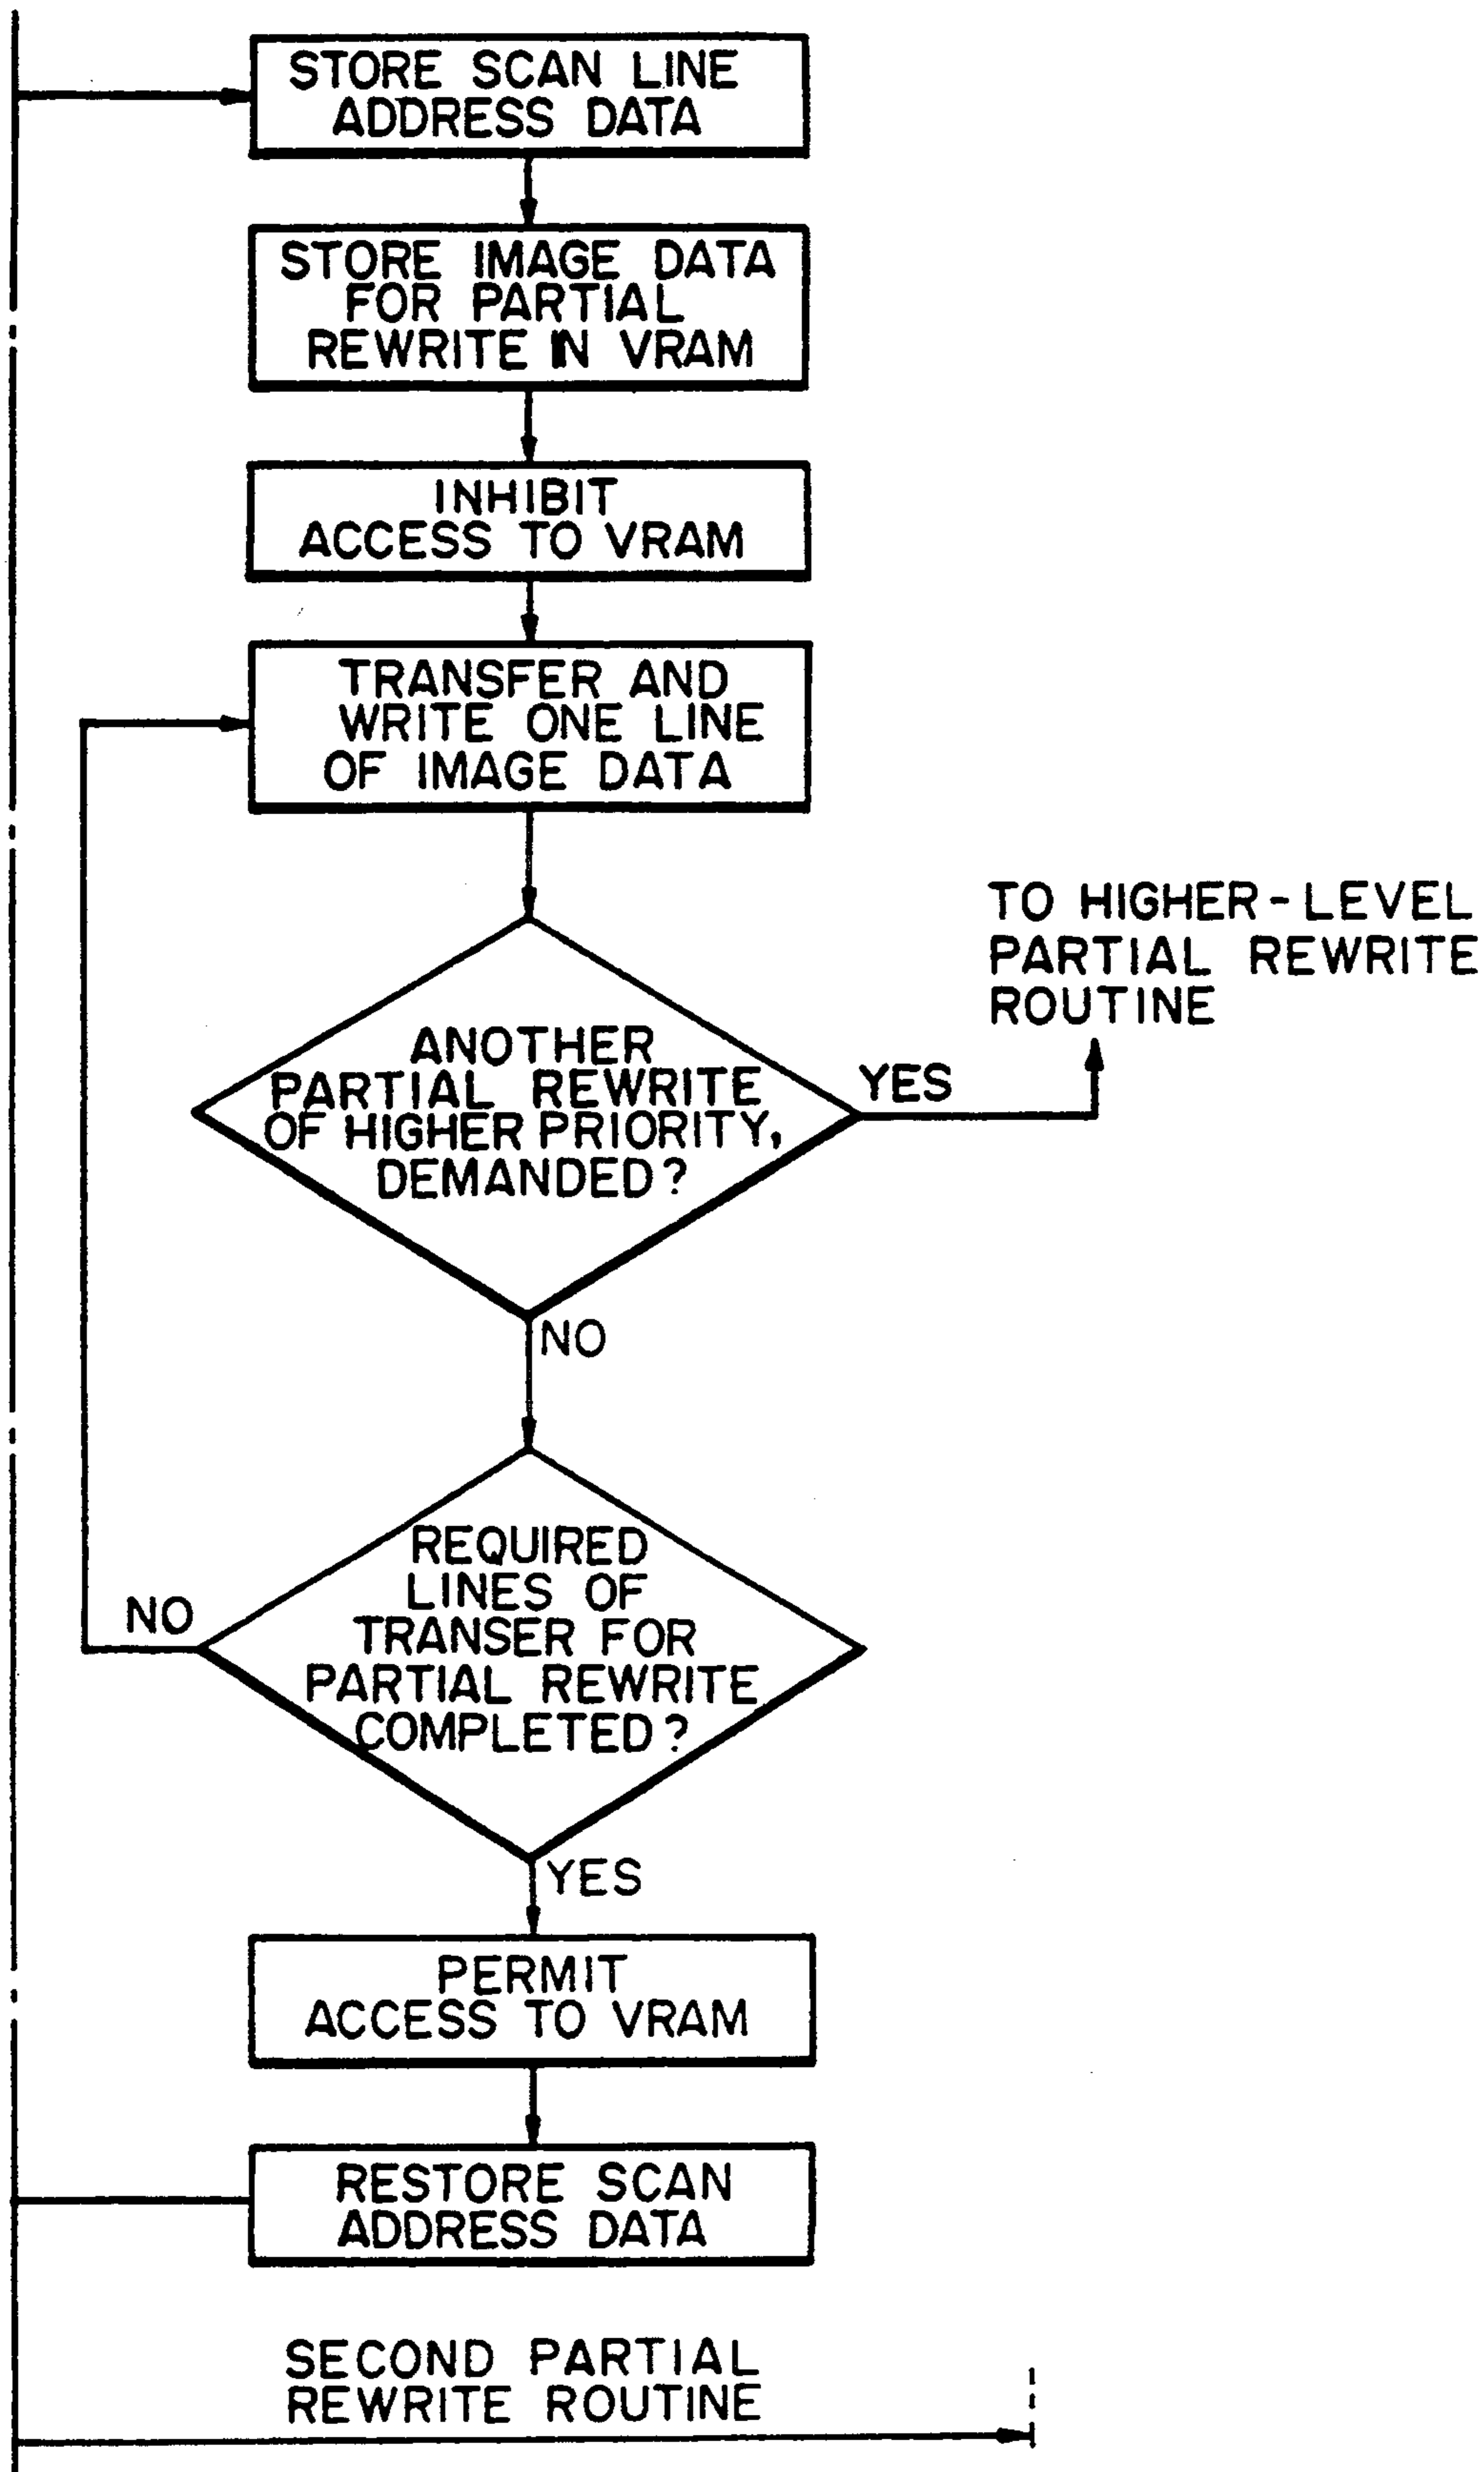 STORE SCAN LINE
ADDRESS DATA
STORE IMAGE DATA
FOR PARTIAL
REWRITE IN VRAM
INHIBIT
ACCESS TO VRAM
TRANSFER AND
WRITE ONE LINE
OF IMAGE DATA
TO HIGHER-LEVEL
PARTIAL REWRITE
ROUTINE
ANOTHER
PARTIAL REWRITE
OF HIGHER PRIORITY,
DEMANDED?
YES
NO
REQUIRED
LINES OF
TRANSER FOR
PARTIAL REWRITE
COMPLETED?
NO
YES
PERMIT
ACCESS TO VRAM
RESTORE SCAN
ADDRESS DATA
SECOND PARTIAL
REWRITE ROUTINE